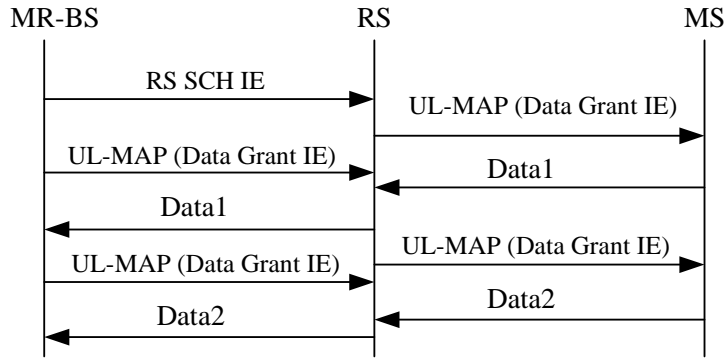 MR-BS RS MS
RS SCH IE
UL-MAP (Data Grant IE)
UL-MAP (Data Grant IE)
Data1
Data1
UL-MAP (Data Grant IE)
UL-MAP (Data Grant IE)
Data2
Data2